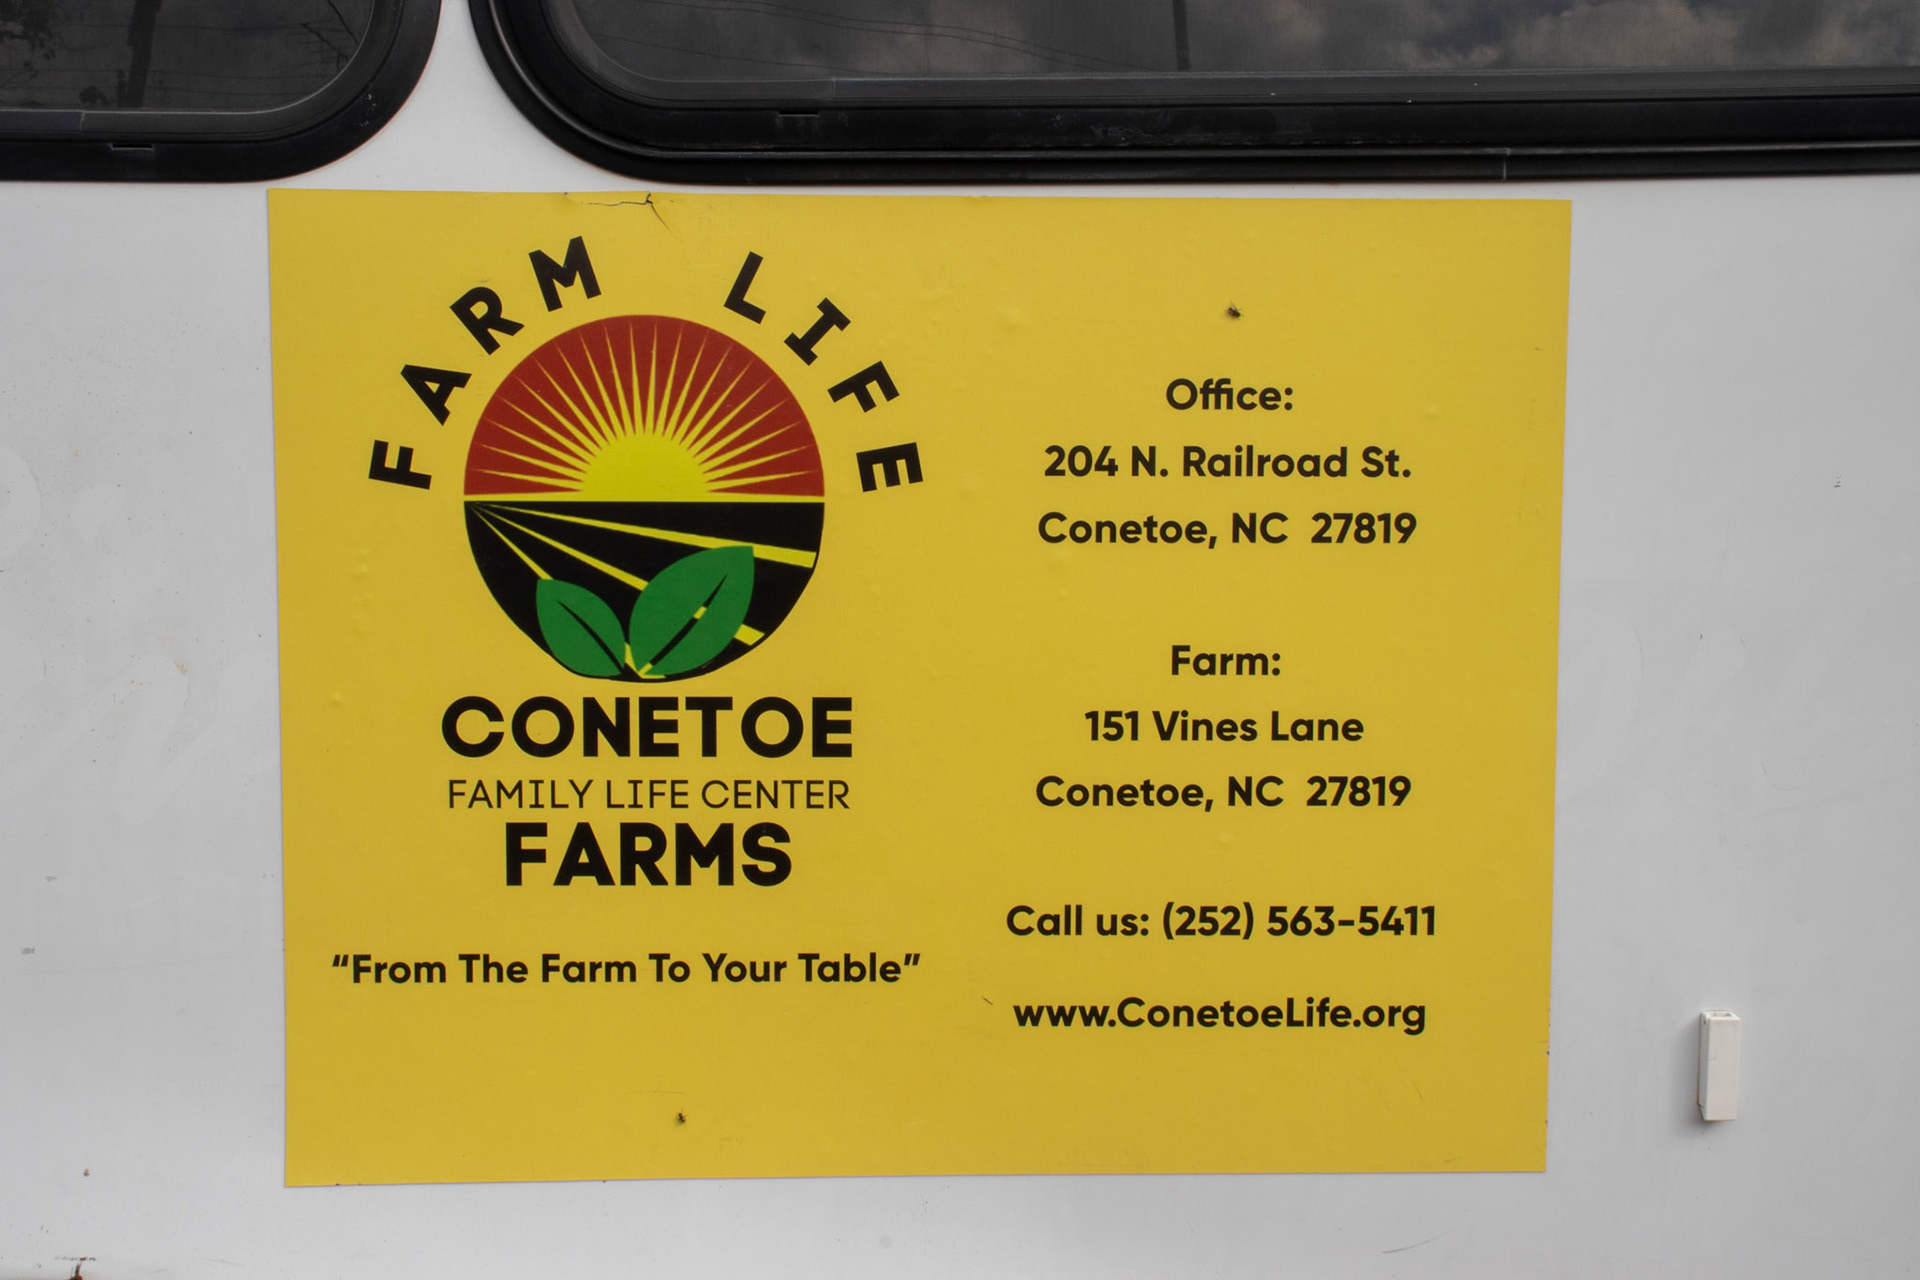 FARM LIFE
CONETOE
FAMILY LIFE CENTER
FARMS
“From The Farm To Your Table”
Office:
204 N. Railroad St.
Conetoe, NC 27819
Farm:
151 Vines Lane
Conetoe, NC 27819
Call us: (252) 563-5411
www.ConetoeLife.org